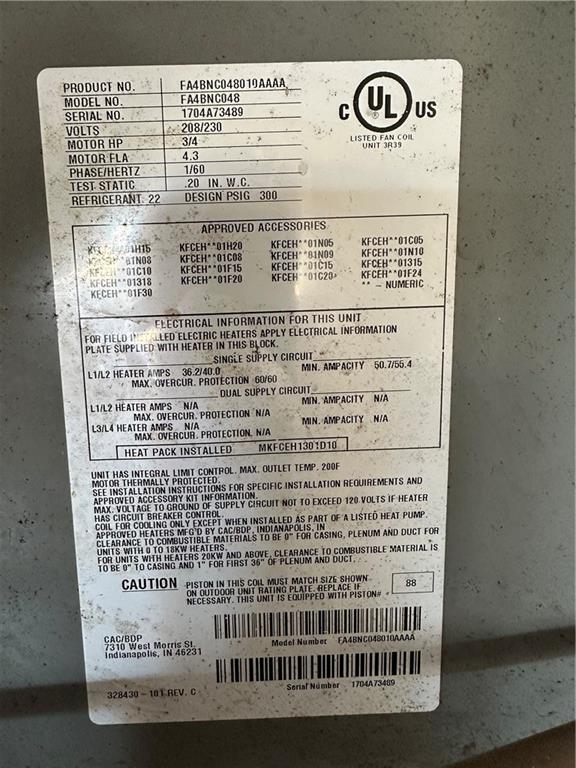 PRODUCT NO. FA4BNC048010AAAA
MODEL NO. FA4BNC048
SERIAL NO. 1704A73489
VOLTS 208/230
MOTOR HP 3/4
MOTOR FLA 4.3
PHASE/HERTZ 1/60
TEST STATIC .20 IN. W.C.
REFRIGERANT 22 DESIGN PSIG 300
C UL US
LISTED FAN COIL
UNIT 3R39
APPROVED ACCESSORIES
KFCEH**01H20 KFCEH**01N05 KFCEH**01C05
KFCEH**01N08 KFCEH**01C08 KFCEH**01N09 KFCEH**01N10
KFCEH**01C10 KFCEH**01F15 KFCEH**01C15 KFCEH**01315
KFCEH**01318 KFCEH**01F20 KFCEH**01C20 KFCEH**01F24
KFCEH**01F30 ** - NUMERIC
ELECTRICAL INFORMATION FOR THIS UNIT
FOR FIELD INSTALLED ELECTRIC HEATERS APPLY ELECTRICAL INFORMATION
PLATE SUPPLIED WITH HEATER IN THIS BLOCK.
SINGLE SUPPLY CIRCUIT
L1/L2 HEATER AMPS 36.2/40.0 MIN. AMPACITY 50.7/55.4
MAX. OVERCUR. PROTECTION 60/60
DUAL SUPPLY CIRCUIT
L1/L2 HEATER AMPS N/A MIN. AMPACITY N/A
MAX. OVERCUR. PROTECTION N/A
L3/L4 HEATER AMPS N/A MIN. AMPACITY N/A
MAX. OVERCUR. PROTECTION N/A
HEAT PACK INSTALLED MKFCEH1301D10
UNIT HAS INTEGRAL LIMIT CONTROL. MAX. OUTLET TEMP. 200F
MOTOR THERMALLY PROTECTED.
SEE INSTALLATION INSTRUCTIONS FOR SPECIFIC INSTALLATION REQUIREMENTS AND
APPROVED ACCESSORY KIT INFORMATION.
MAX. VOLTAGE TO GROUND OF SUPPLY CIRCUIT NOT TO EXCEED 120 VOLTS IF HEATER
HAS CIRCUIT BREAKER CONTROL.
COIL FOR COOLING ONLY EXCEPT WHEN INSTALLED AS PART OF A LISTED HEAT PUMP.
APPROVED HEATERS MFG'D BY CAC/BDP, INDIANAPOLIS, IN
CLEARANCE TO COMBUSTIBLE MATERIALS TO BE 0" FOR CASING, PLENUM AND DUCT FOR
UNITS WITH 0 TO 18KW HEATERS.
FOR UNITS WITH HEATERS 20KW AND ABOVE, CLEARANCE TO COMBUSTIBLE MATERIAL IS
TO BE 0" TO CASING AND 1" FOR FIRST 36" OF PLENUM AND DUCT.
CAUTION PISTON IN THIS COIL MUST MATCH SIZE SHOWN
ON OUTDOOR UNIT RATING PLATE. REPLACE IF
NECESSARY. THIS UNIT IS EQUIPPED WITH PISTON# 88
CAC/BDP
7310 West Morris St.
Indianapolis, IN 46231
Model Number FA4BNC048010AAAA
328430-101 REV. C
Serial Number 1704A73489